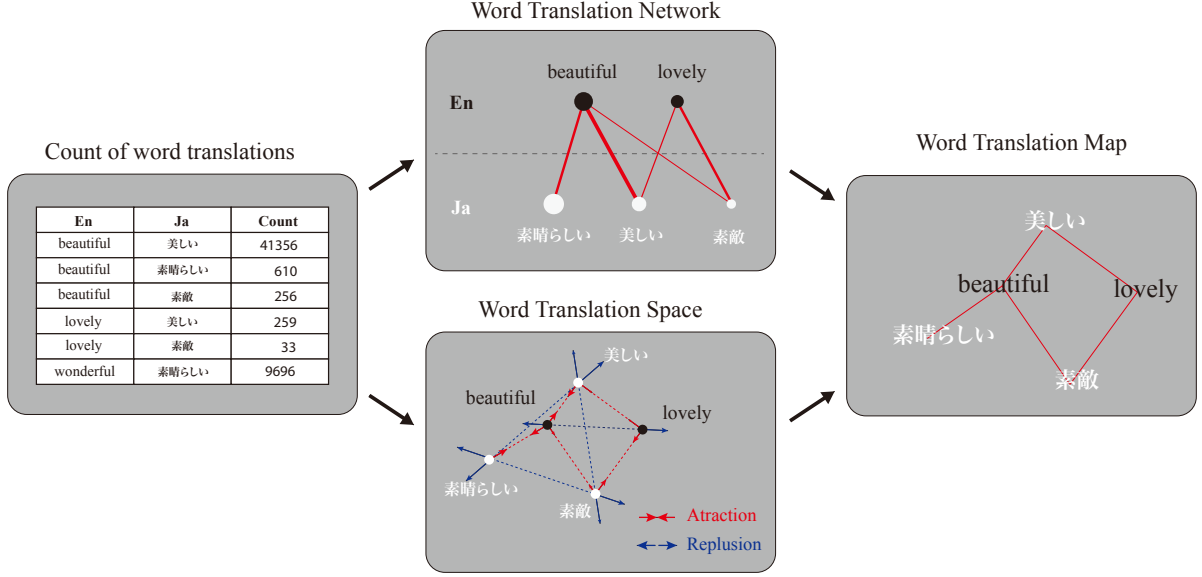 Count of word translations
En Ja Count
beautiful 美しい 41356
beautiful 素晴らしい 610
beautiful 素敵 256
lovely 美しい 259
lovely 素敵 33
wonderful 素晴らしい 9696
Word Translation Network
beautiful lovely
En
Ja
素晴らしい 美しい 素敵
Word Translation Space
美しい
beautiful
lovely
素晴らしい
素敵
Atraction
Replusion
Word Translation Map
美しい
beautiful
lovely
素晴らしい
素敵